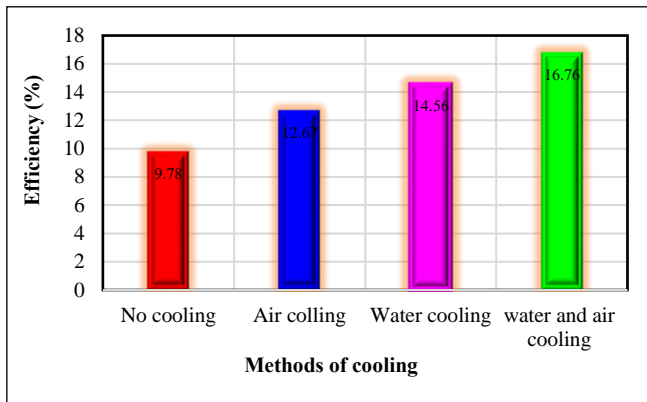 18
16
14
12
10
8
6
4
2
0
Efficiency (%)
9.78
12.67
14.56
16.76
No cooling
Air colling
Water cooling
water and air
cooling
Methods of cooling